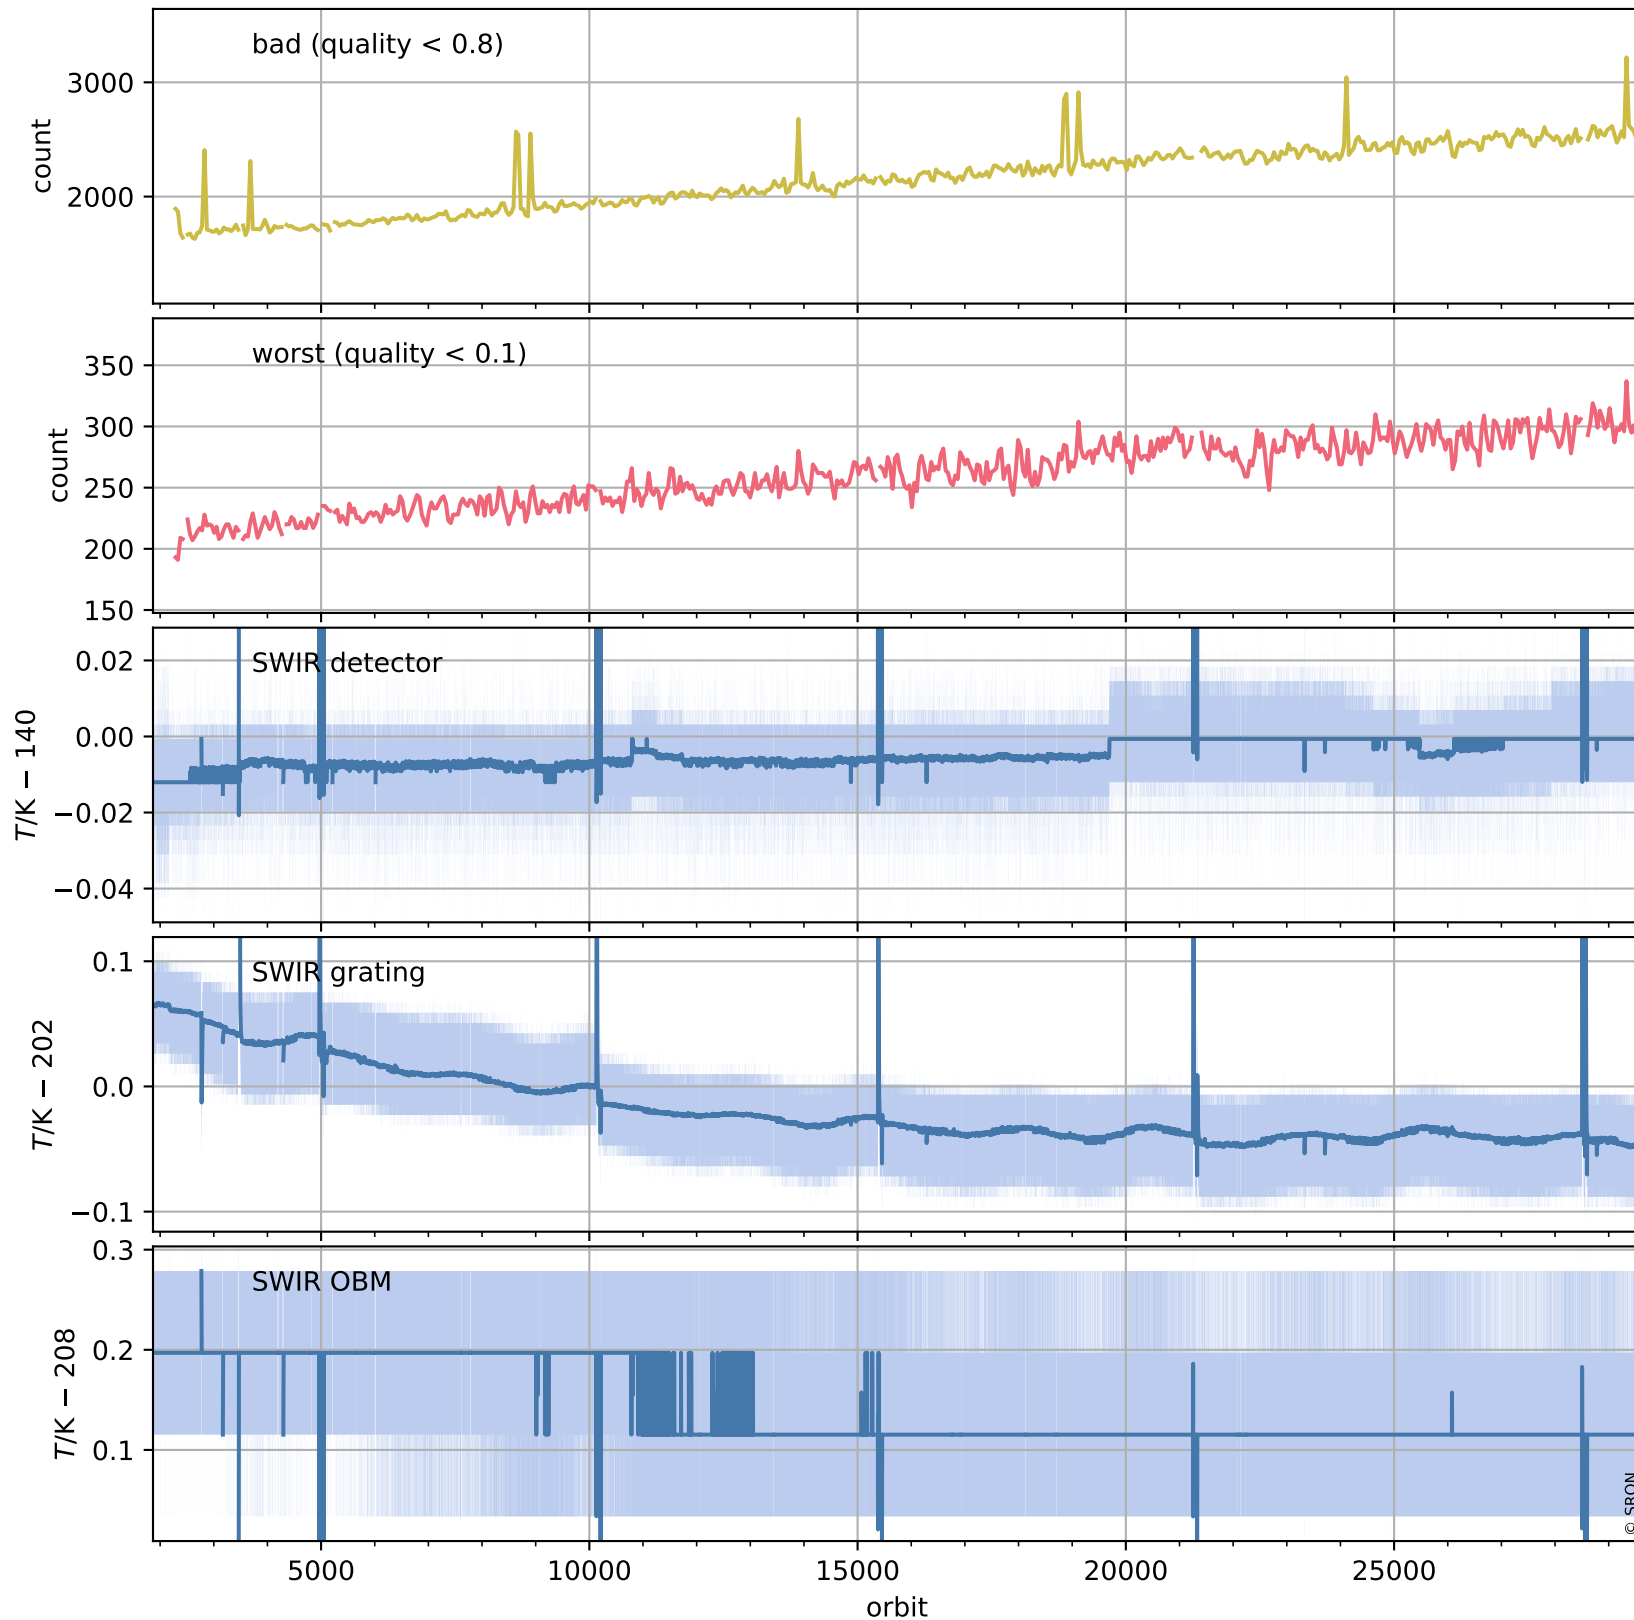 bad (quality < 0.8)
3000
2000
count
worst (quality < 0.1)
350
300
250
200
150
count
SWIR detector
0.02
0.00
−0.02
−0.04
T/K − 140
SWIR grating
0.1
0.0
−0.1
T/K − 202
SWIR OBM
0.3
0.2
0.1
T/K − 208
© SRON
5000 10000 15000 20000 25000
orbit